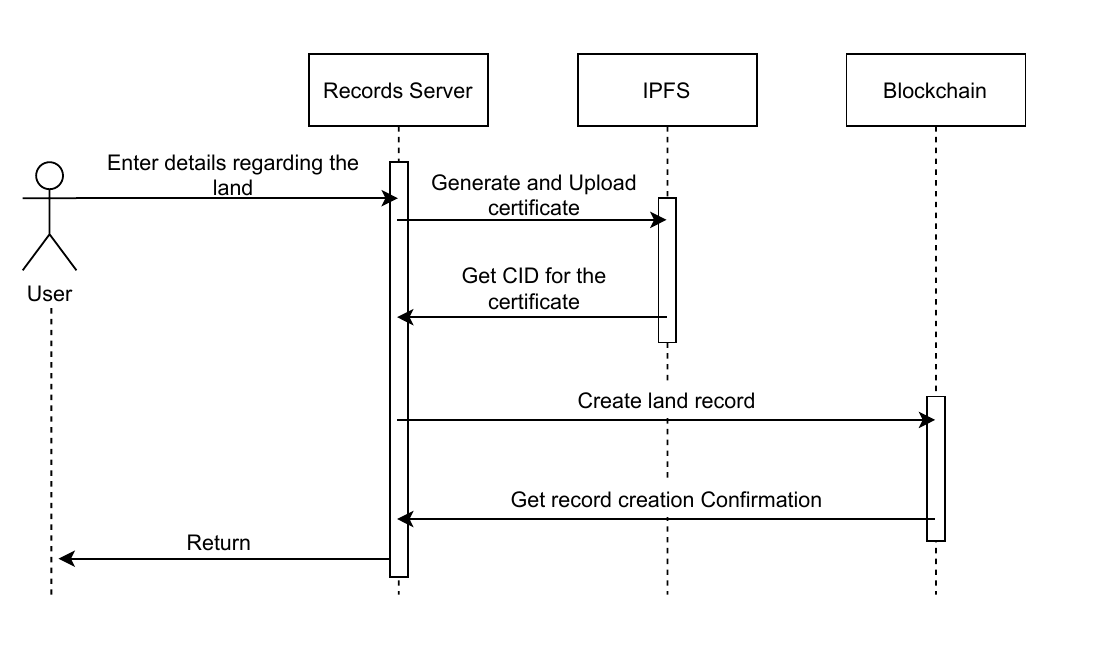 Records Server
IPFS
Blockchain
Enter details regarding the
land
Generate and Upload
certificate
Get CID for the
certificate
User
Create land record
Get record creation Confirmation
Return